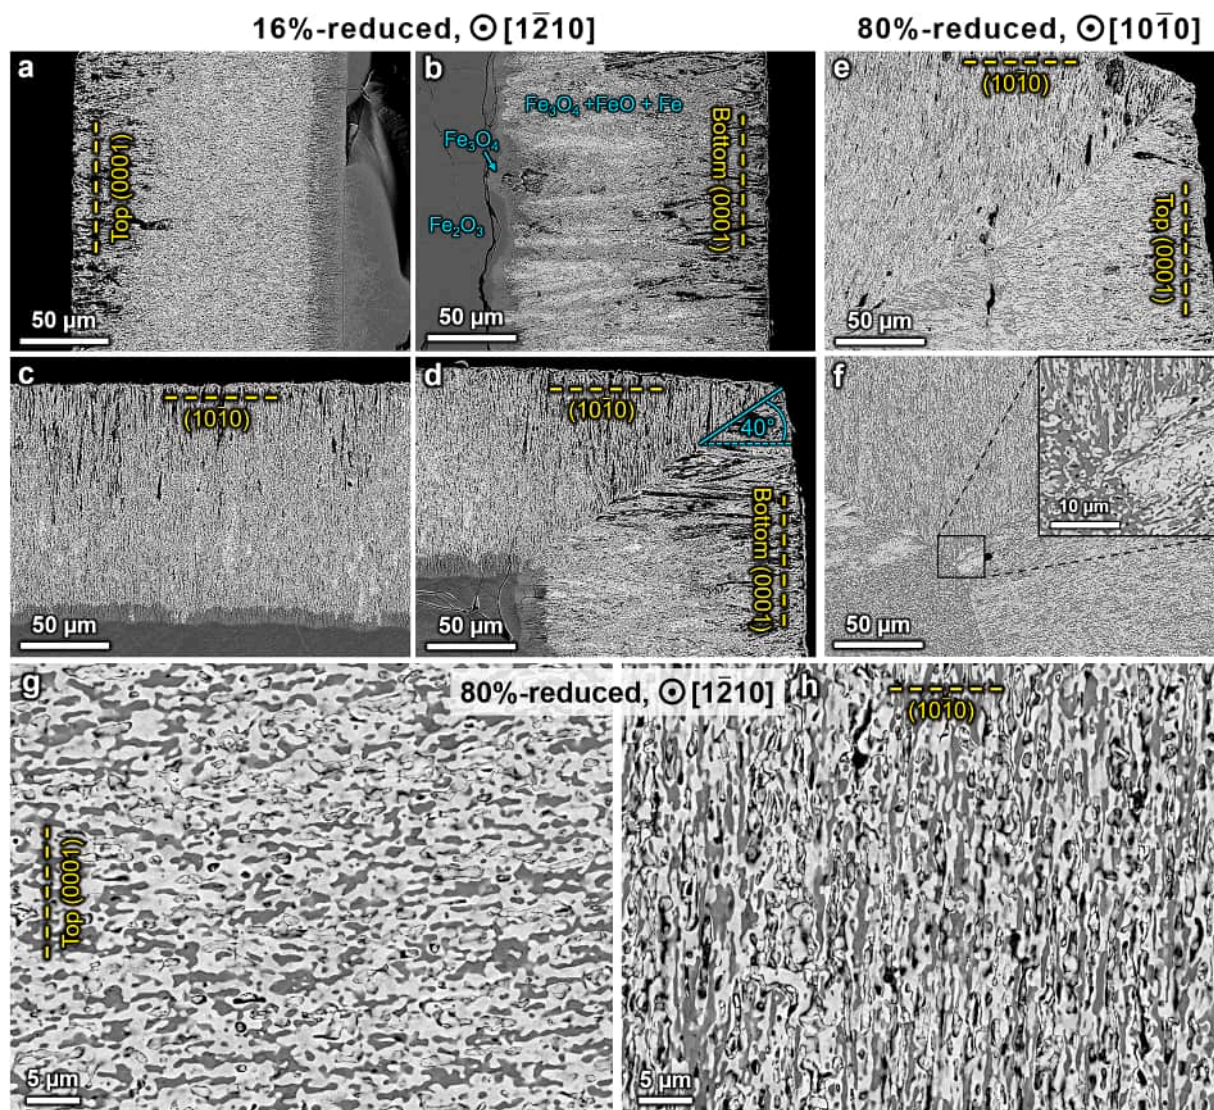 16%-reduced, ⊙ [1̄2̄10]
80%-reduced, ⊙ [101̄0]
a
Top (0001)
50 µm
b
Fe₃O₄ +FeO + Fe
Fe₃O₄
Fe₂O₃
Bottom (0001)
50 µm
e
(101̄0)
Top (0001)
50 µm
c
(101̄0)
50 µm
d
(101̄0)
40°
Bottom (0001)
50 µm
f
10 µm
50 µm
g
80%-reduced, ⊙ [12̄10]
Top (0001)
5 µm
h
(101̄0)
5 µm